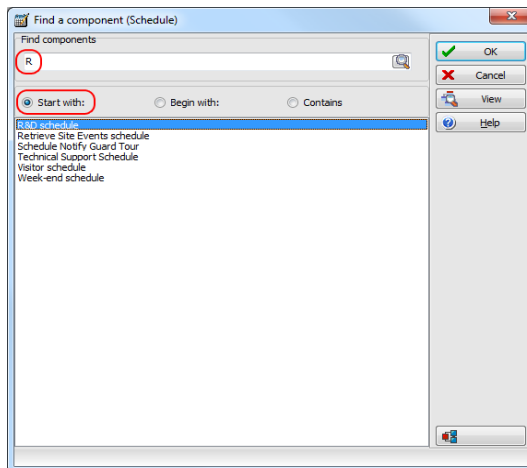 Find a component (Schedule)
Find components
R
Start with:
Begin with:
Contains
R&D schedule
Retrieve Site Events schedule
Schedule Notify Guard Tour
Technical Support Schedule
Visitor schedule
Week-end schedule
OK
Cancel
View
Help